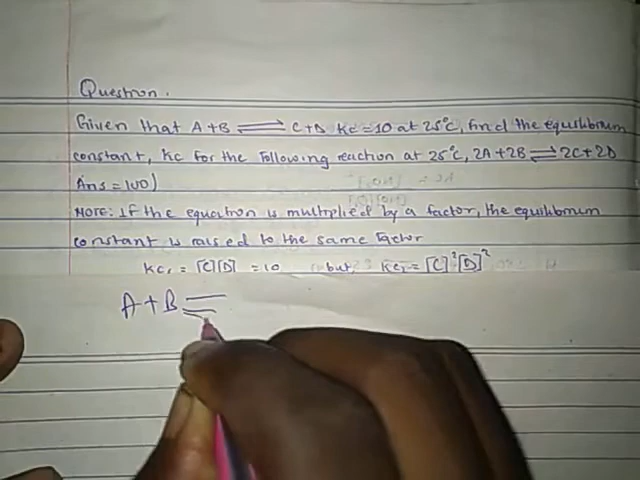 Question.
Given that A+B ⇌ C+D Kc=10 at 25°C, find the equilibrium
constant, Kc for the following reaction at 25°C, 2A+2B ⇌ 2C+2D
Ans = 100)
NOTE: If the equation is multiplied by a factor, the equilibrium
constant is raised to the same factor
Kc₁ = [C][D] = 10 but, Kc₂ = [C]²[D]²
A+B